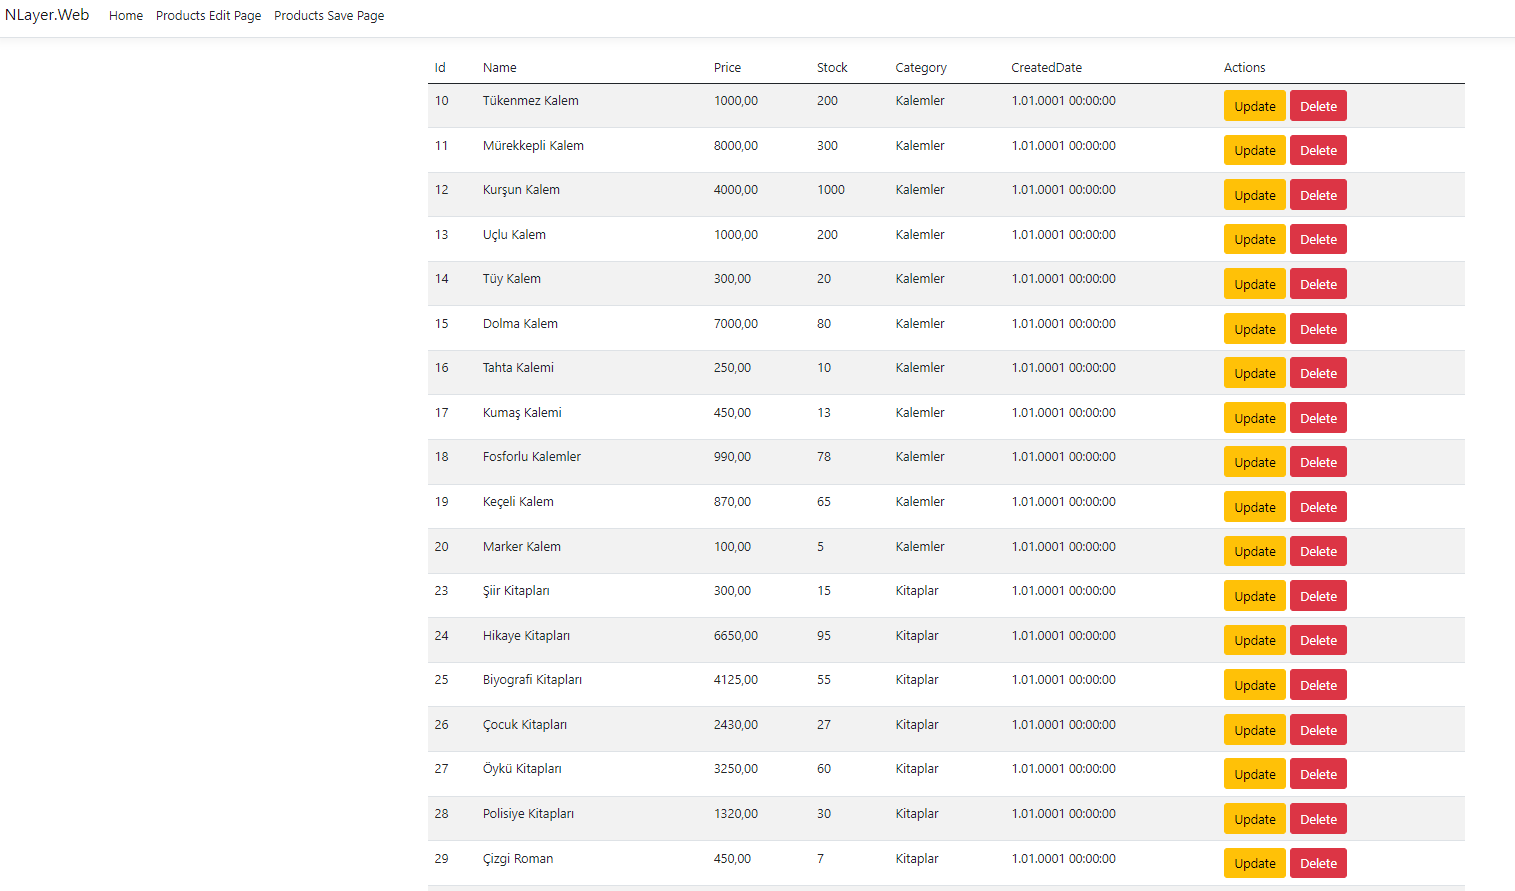 NLayer.Web Home Products Edit Page Products Save Page
Id Name Price Stock Category CreatedDate Actions
10 Tükenmez Kalem 1000,00 200 Kalemler 1.01.0001 00:00:00 Update Delete
11 Mürekkepli Kalem 8000,00 300 Kalemler 1.01.0001 00:00:00 Update Delete
12 Kurşun Kalem 4000,00 1000 Kalemler 1.01.0001 00:00:00 Update Delete
13 Uçlu Kalem 1000,00 200 Kalemler 1.01.0001 00:00:00 Update Delete
14 Tüy Kalem 300,00 20 Kalemler 1.01.0001 00:00:00 Update Delete
15 Dolma Kalem 7000,00 80 Kalemler 1.01.0001 00:00:00 Update Delete
16 Tahta Kalemi 250,00 10 Kalemler 1.01.0001 00:00:00 Update Delete
17 Kumaş Kalemi 450,00 13 Kalemler 1.01.0001 00:00:00 Update Delete
18 Fosforlu Kalemler 990,00 78 Kalemler 1.01.0001 00:00:00 Update Delete
19 Keçeli Kalem 870,00 65 Kalemler 1.01.0001 00:00:00 Update Delete
20 Marker Kalem 100,00 5 Kalemler 1.01.0001 00:00:00 Update Delete
23 Şiir Kitapları 300,00 15 Kitaplar 1.01.0001 00:00:00 Update Delete
24 Hikaye Kitapları 6650,00 95 Kitaplar 1.01.0001 00:00:00 Update Delete
25 Biyografi Kitapları 4125,00 55 Kitaplar 1.01.0001 00:00:00 Update Delete
26 Çocuk Kitapları 2430,00 27 Kitaplar 1.01.0001 00:00:00 Update Delete
27 Öykü Kitapları 3250,00 60 Kitaplar 1.01.0001 00:00:00 Update Delete
28 Polisiye Kitapları 1320,00 30 Kitaplar 1.01.0001 00:00:00 Update Delete
29 Çizgi Roman 450,00 7 Kitaplar 1.01.0001 00:00:00 Update Delete